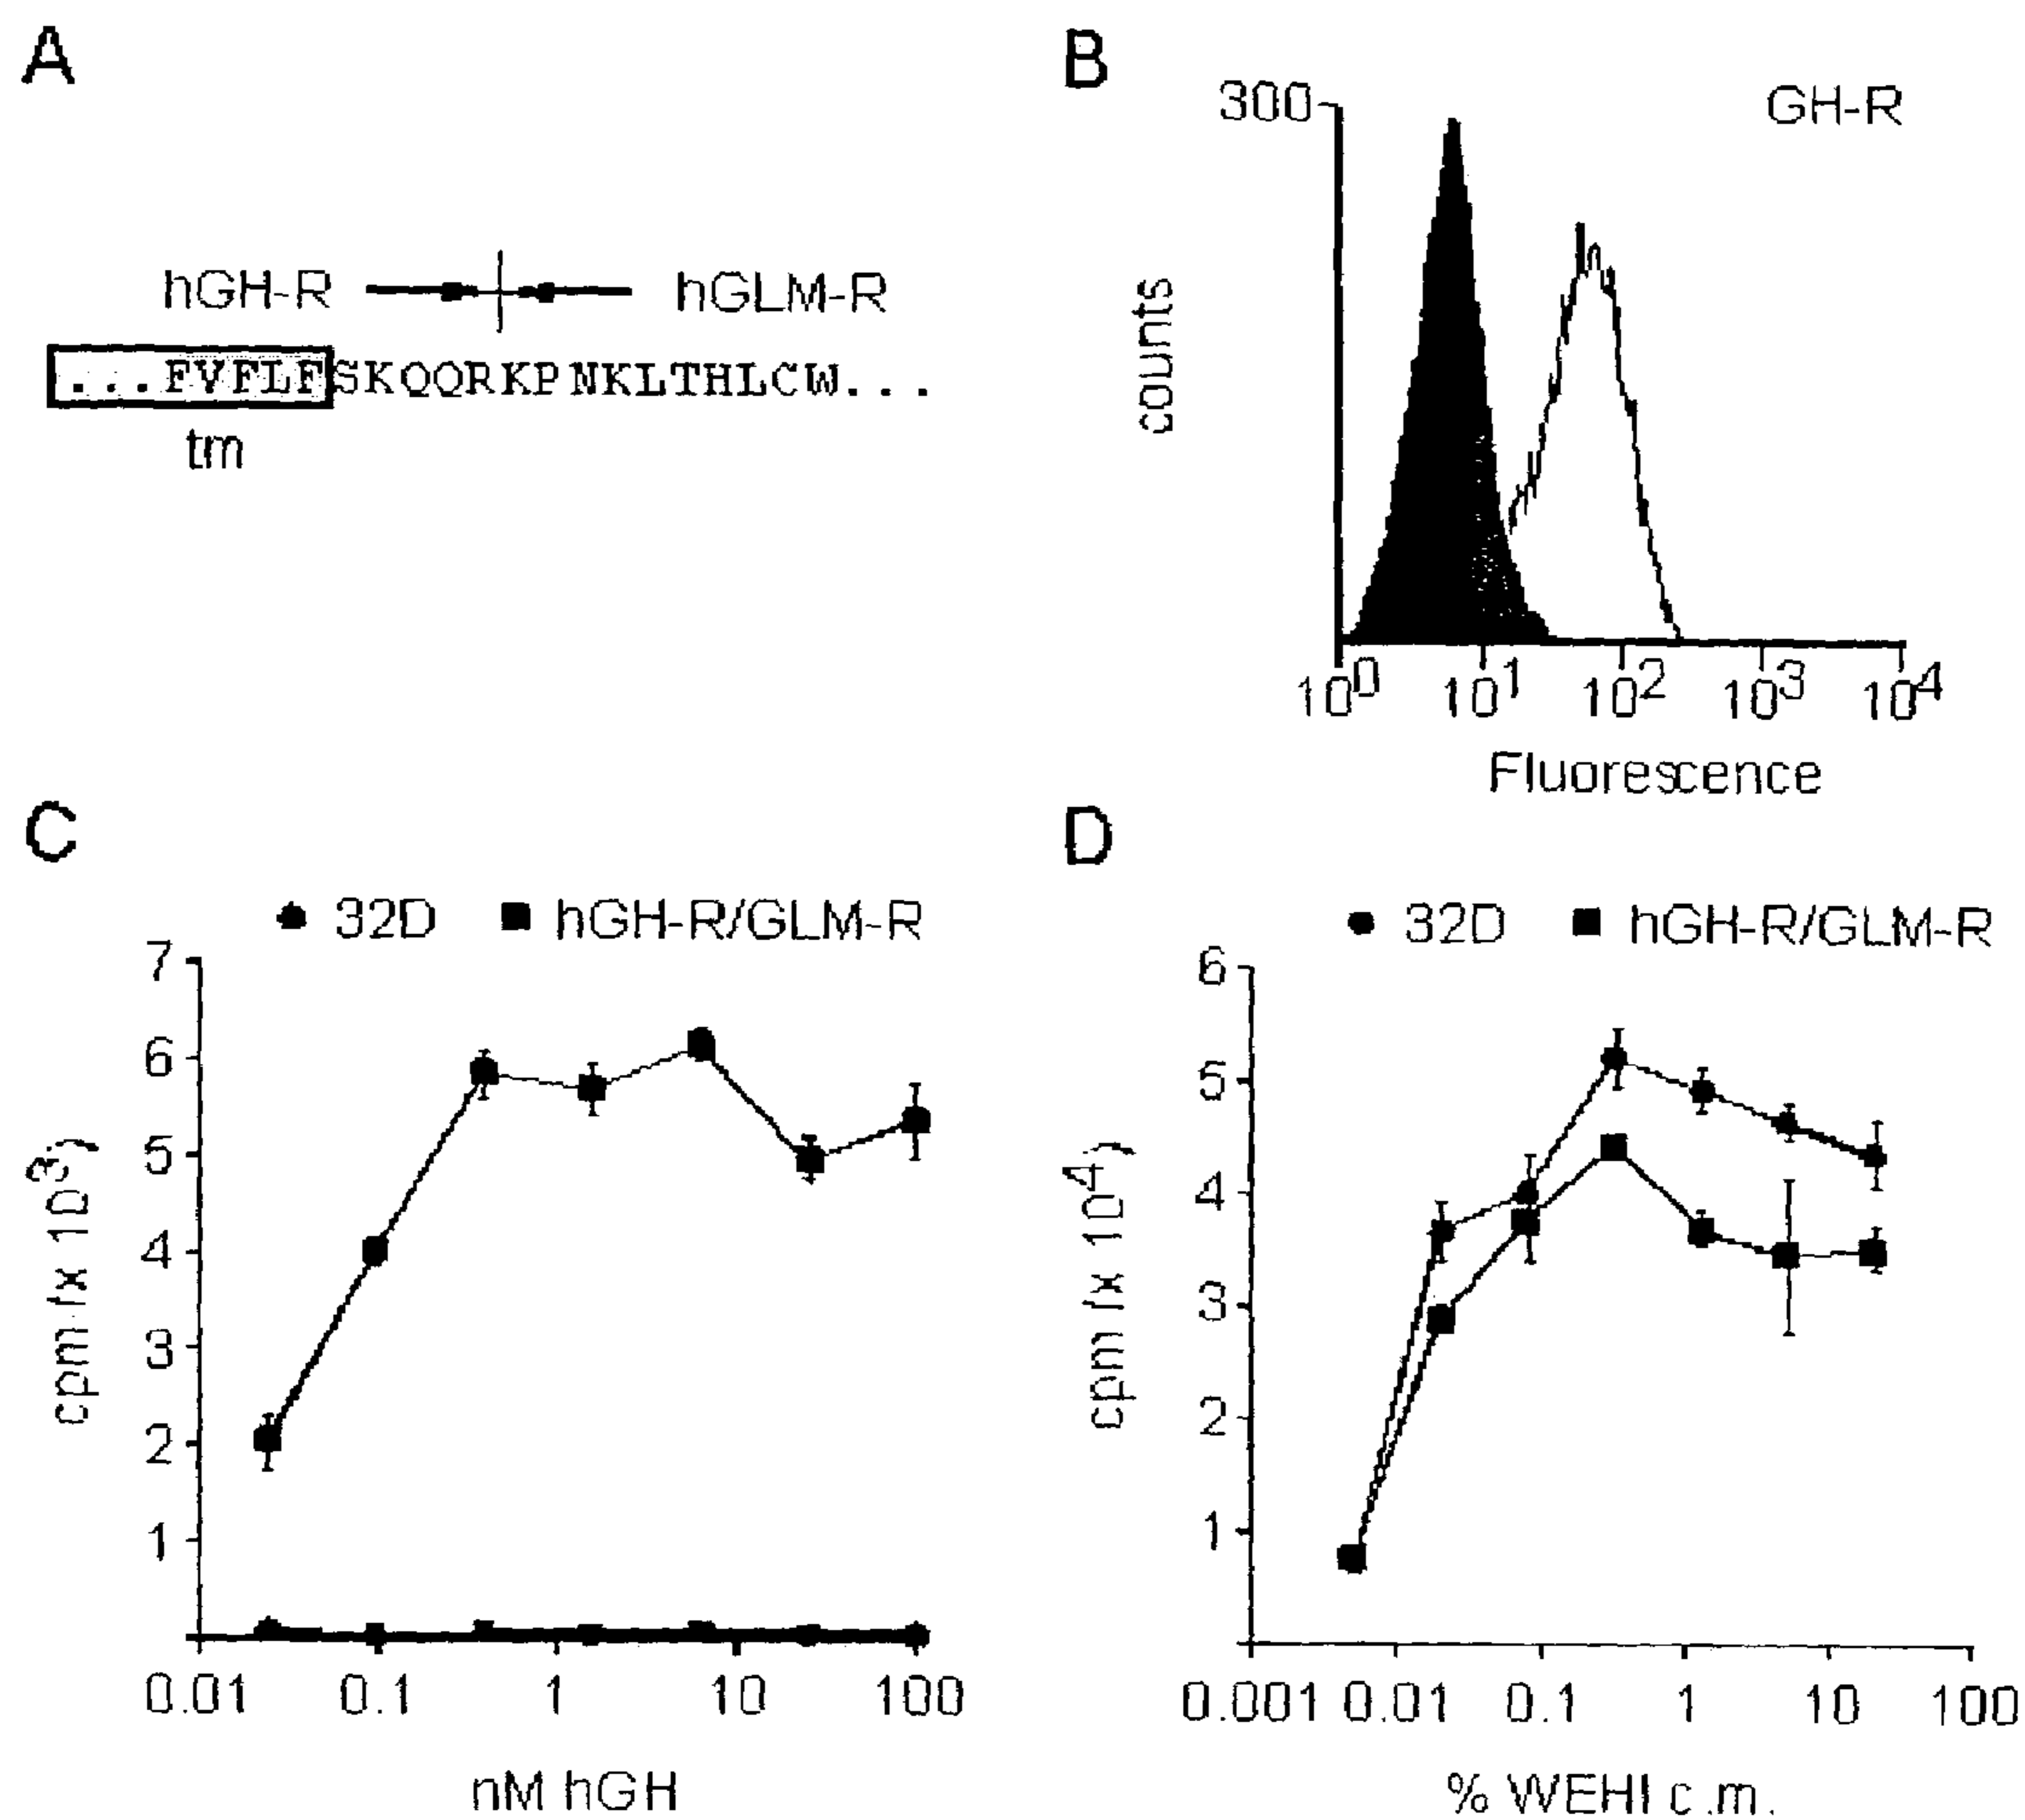 A
hGH-R hGLM-R
...FVFLFSKQQRKPNKLTHLCW...
tm
B
300
GH-R
counts
10^0 10^1 10^2 10^3 10^4
Fluorescence
C
32D hGH-R/GLM-R
7
6
5
4
3
2
1
cpm (x 10^3)
0.01 0.1 1 10 100
nM hGH
D
32D hGH-R/GLM-R
6
5
4
3
2
1
cpm (x 10^4)
0.001 0.01 0.1 1 10 100
% WEHI c.m.